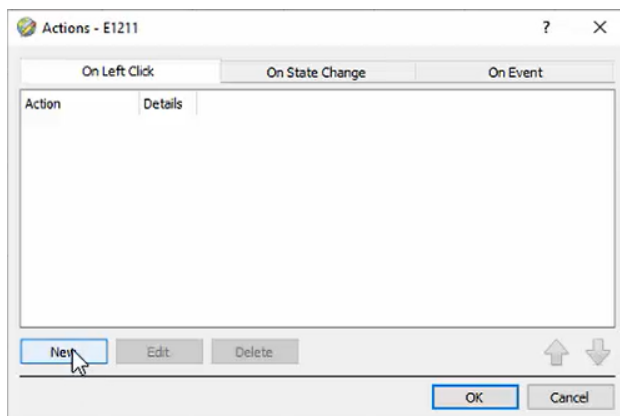 Actions - E1211 ? X
On Left Click On State Change On Event
Action Details
New Edit Delete
OK Cancel